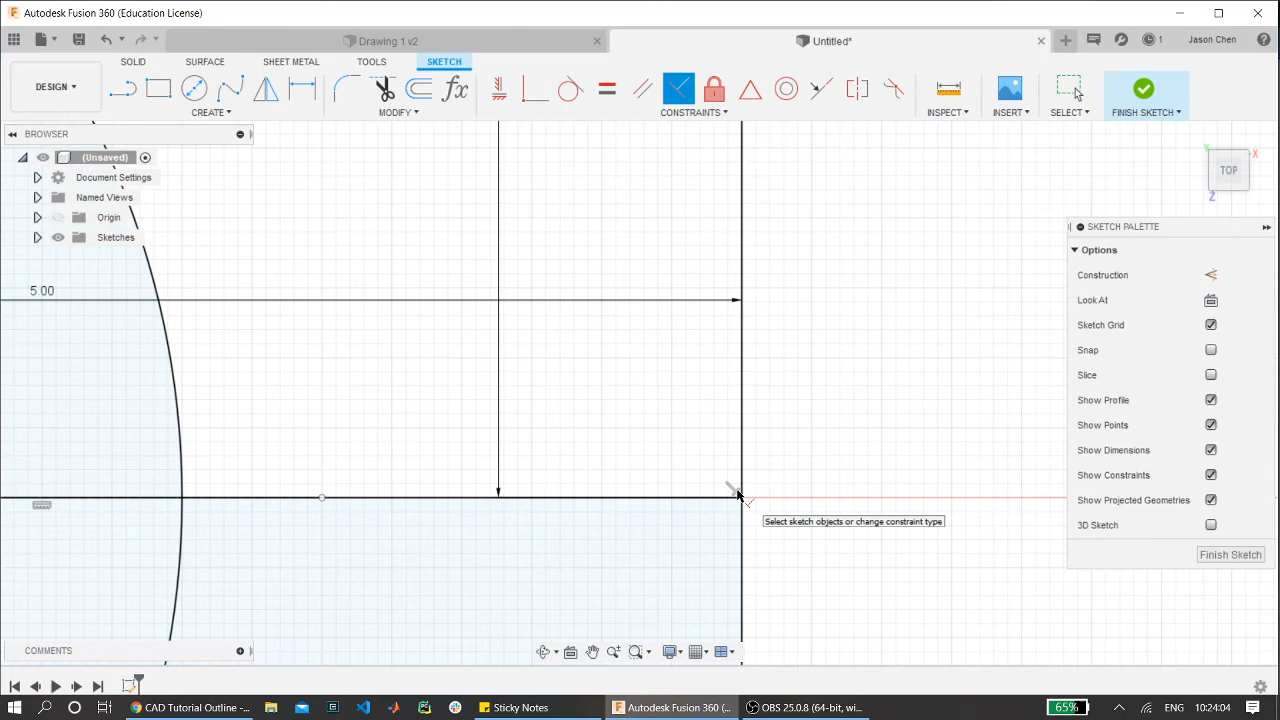 Autodesk Fusion 360 (Education License)
Drawing 1 v2
Untitled*
1
Jason Chen
DESIGN
SOLID
SURFACE
SHEET METAL
TOOLS
SKETCH
CREATE
MODIFY
CONSTRAINTS
INSPECT
INSERT
SELECT
FINISH SKETCH
BROWSER
(Unsaved)
Document Settings
Named Views
Origin
Sketches
5.00
Y
X
TOP
Z
SKETCH PALETTE
Options
Construction
Look At
Sketch Grid
Snap
Slice
Show Profile
Show Points
Show Dimensions
Show Constraints
Show Projected Geometries
3D Sketch
Finish Sketch
Select sketch objects or change constraint type
COMMENTS
CAD Tutorial Outline -...
Sticky Notes
Autodesk Fusion 360 (...
OBS 25.0.8 (64-bit, wi...
65%
ENG
10:24:04